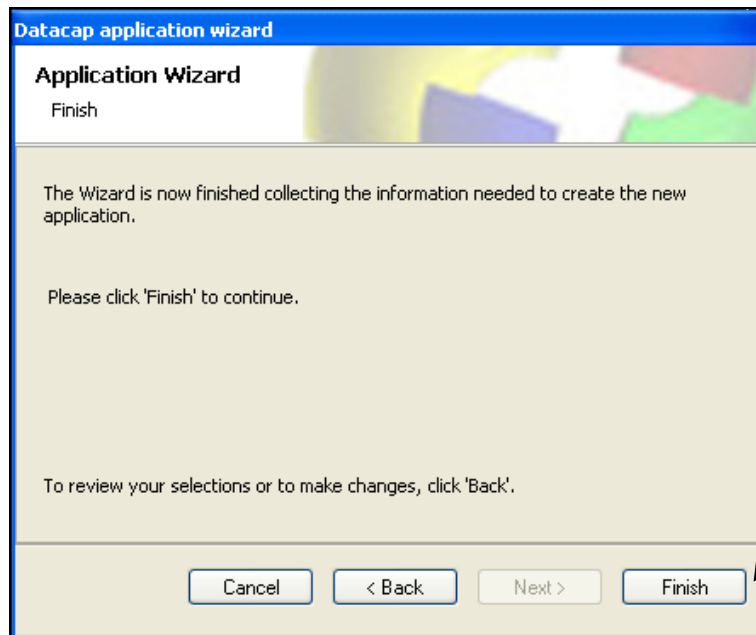 Datacap application wizard
Application Wizard
Finish
The Wizard is now finished collecting the information needed to create the new
application.
Please click 'Finish' to continue.
To review your selections or to make changes, click 'Back'.
Cancel
< Back
Next >
Finish